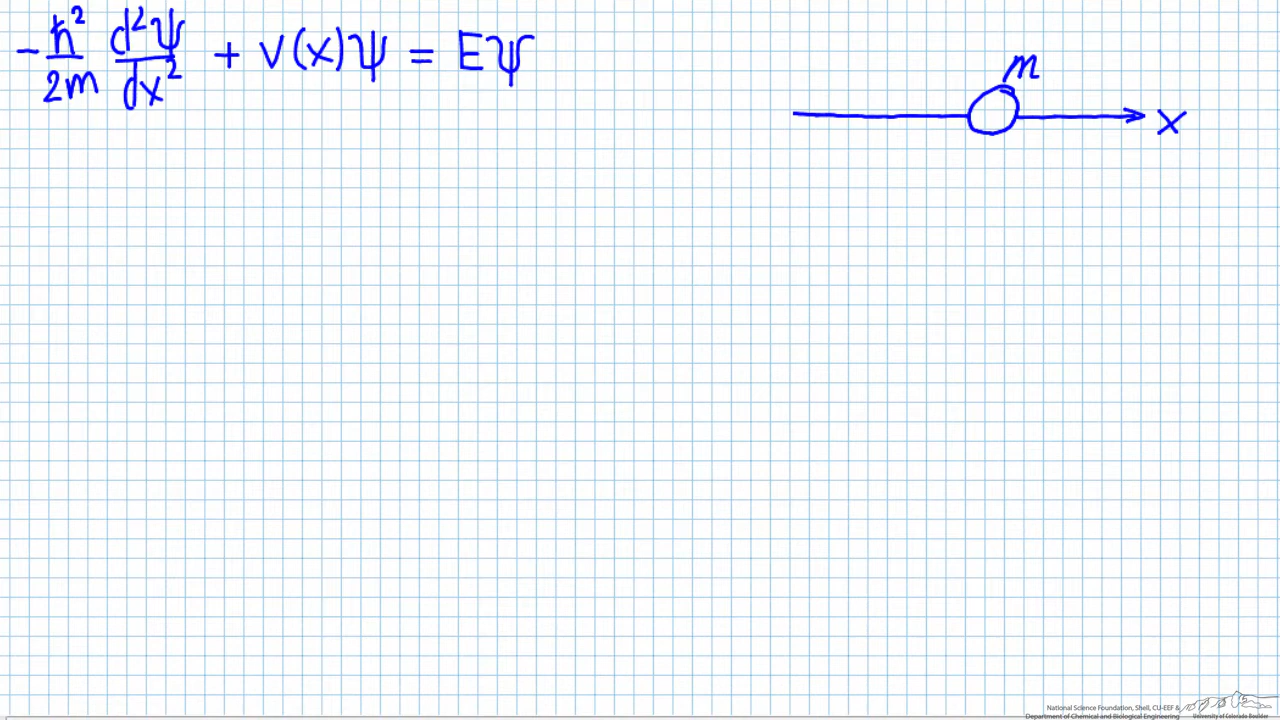 -ℏ²/2m d²ψ/dx² + V(x)ψ = Eψ
m
x
National Science Foundation, Shell, CU-EEF &
Department of Chemical and Biological Engineering
University of Colorado Boulder